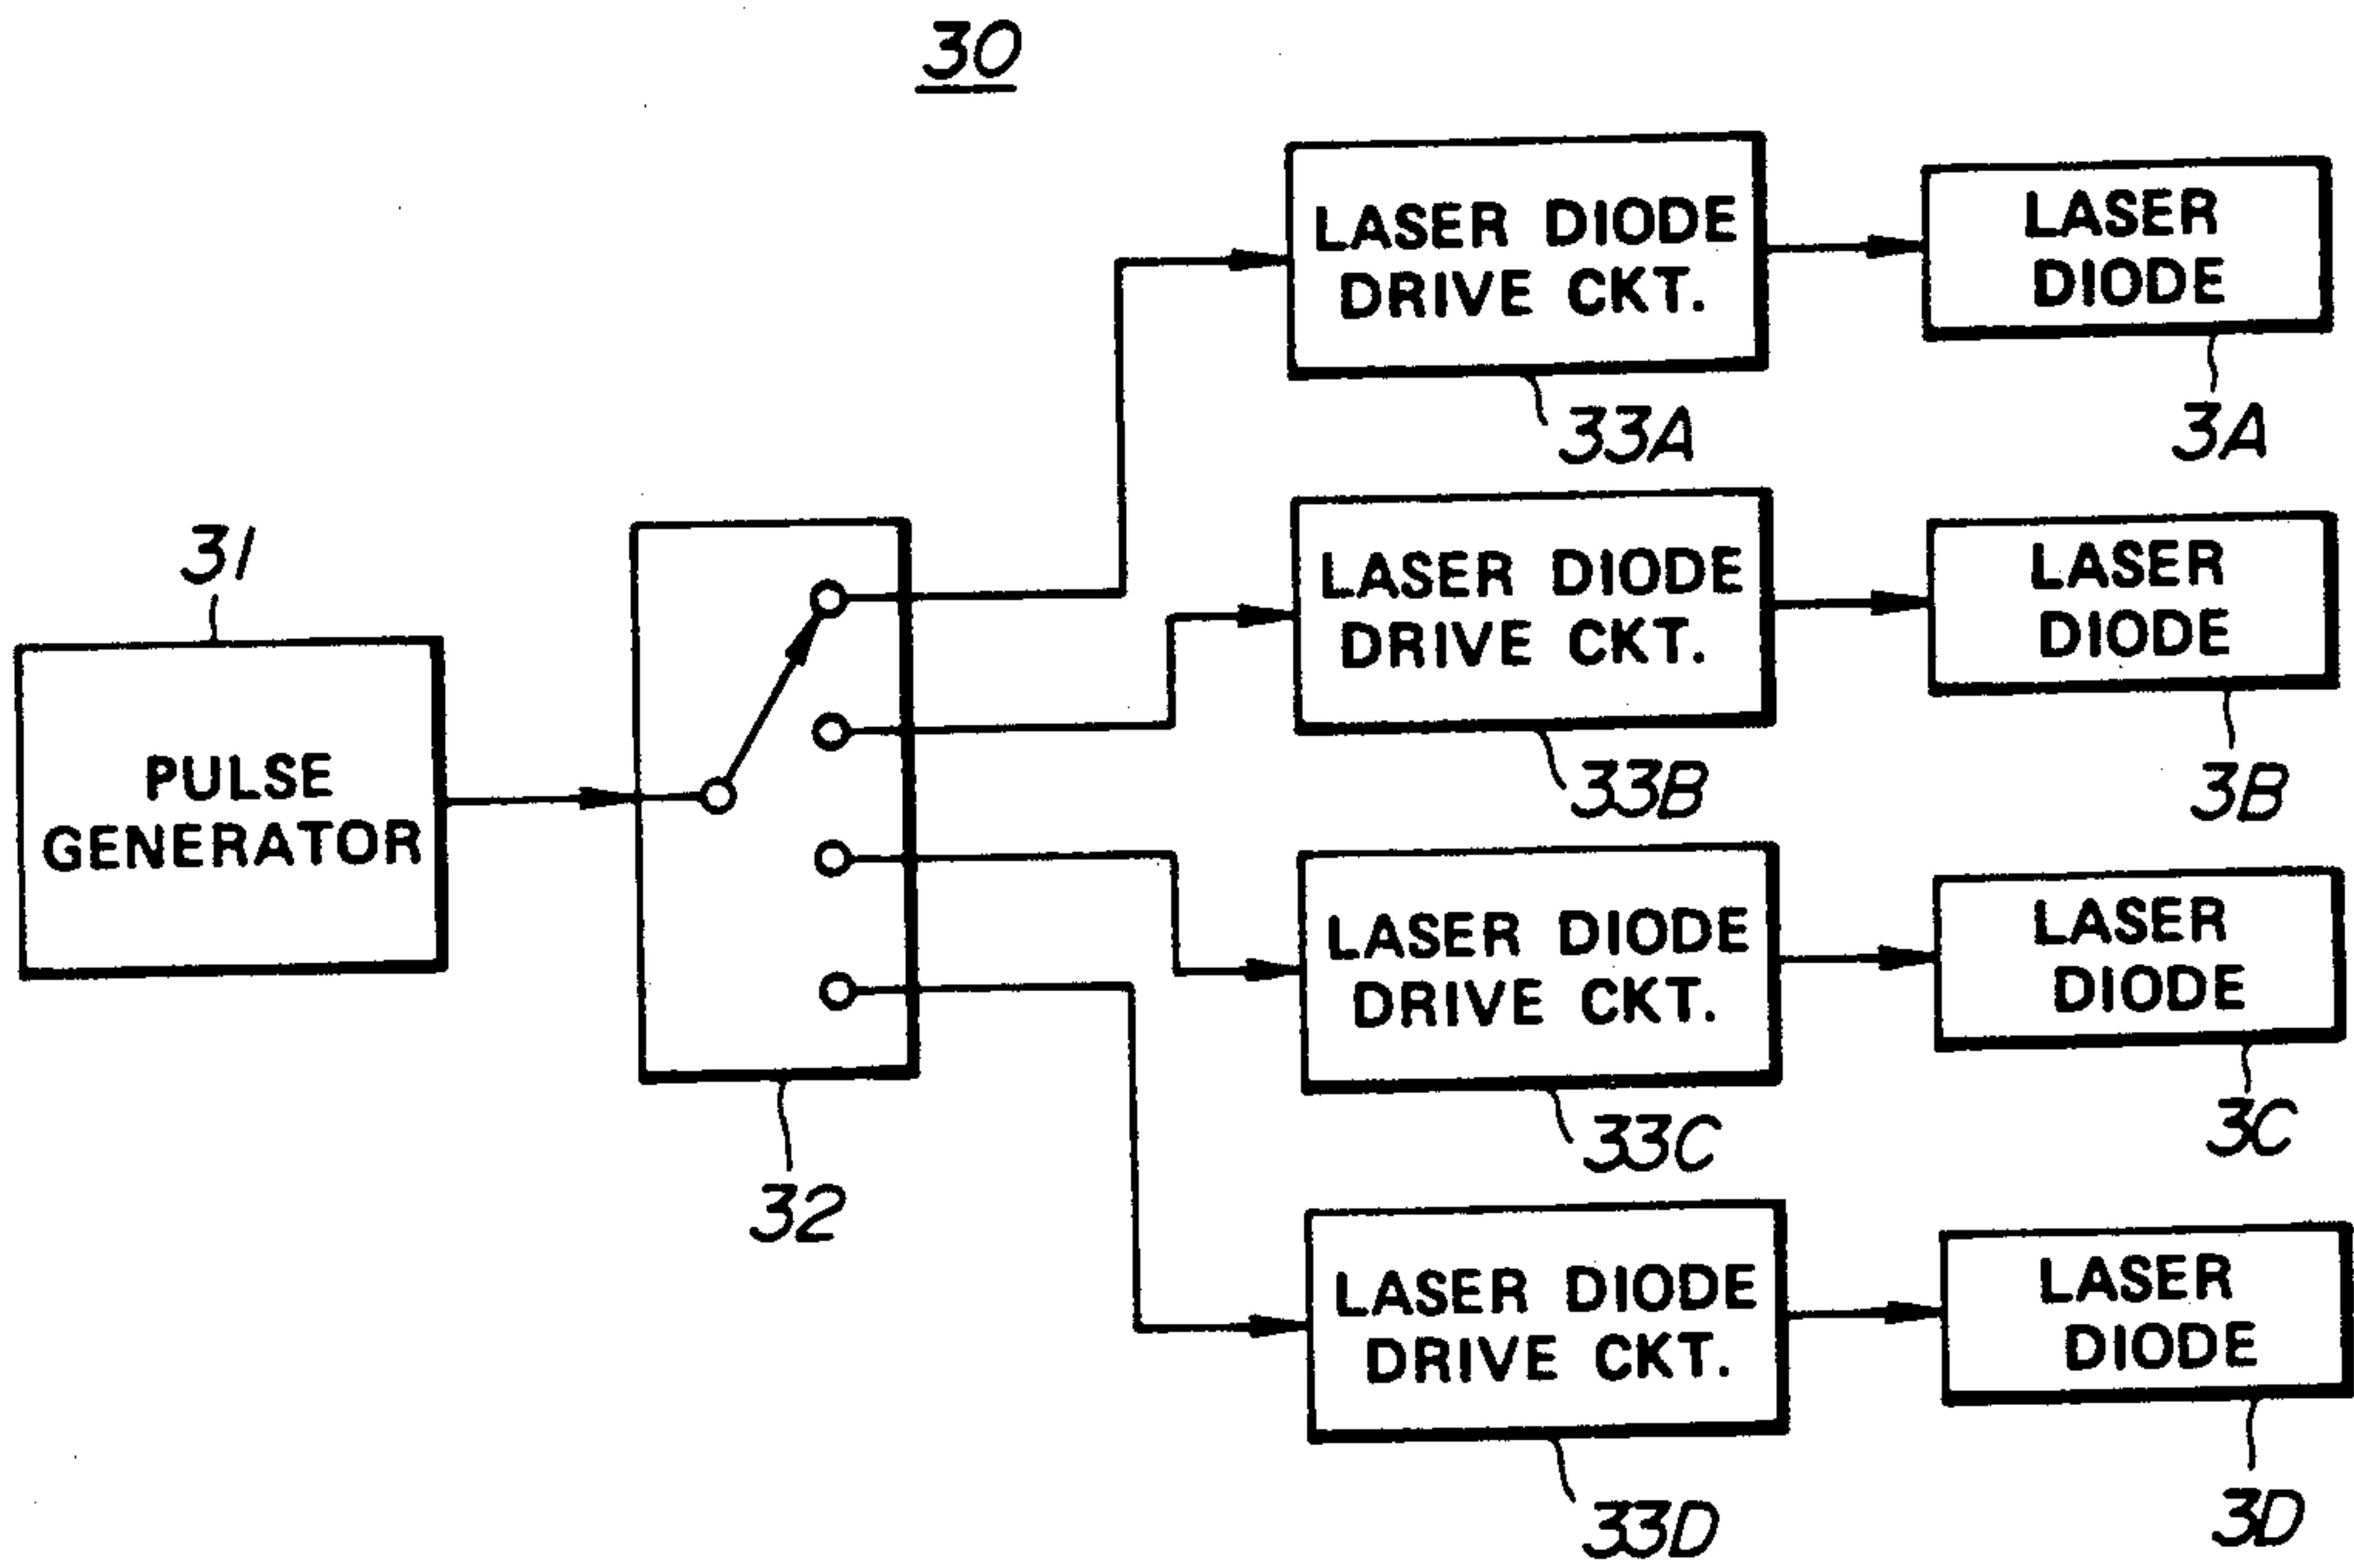 30
LASER DIODE
DRIVE CKT.
LASER
DIODE
33A
3A
31
PULSE
GENERATOR
32
LASER DIODE
DRIVE CKT.
LASER
DIODE
33B
3B
LASER DIODE
DRIVE CKT.
LASER
DIODE
33C
3C
LASER DIODE
DRIVE CKT.
LASER
DIODE
33D
3D